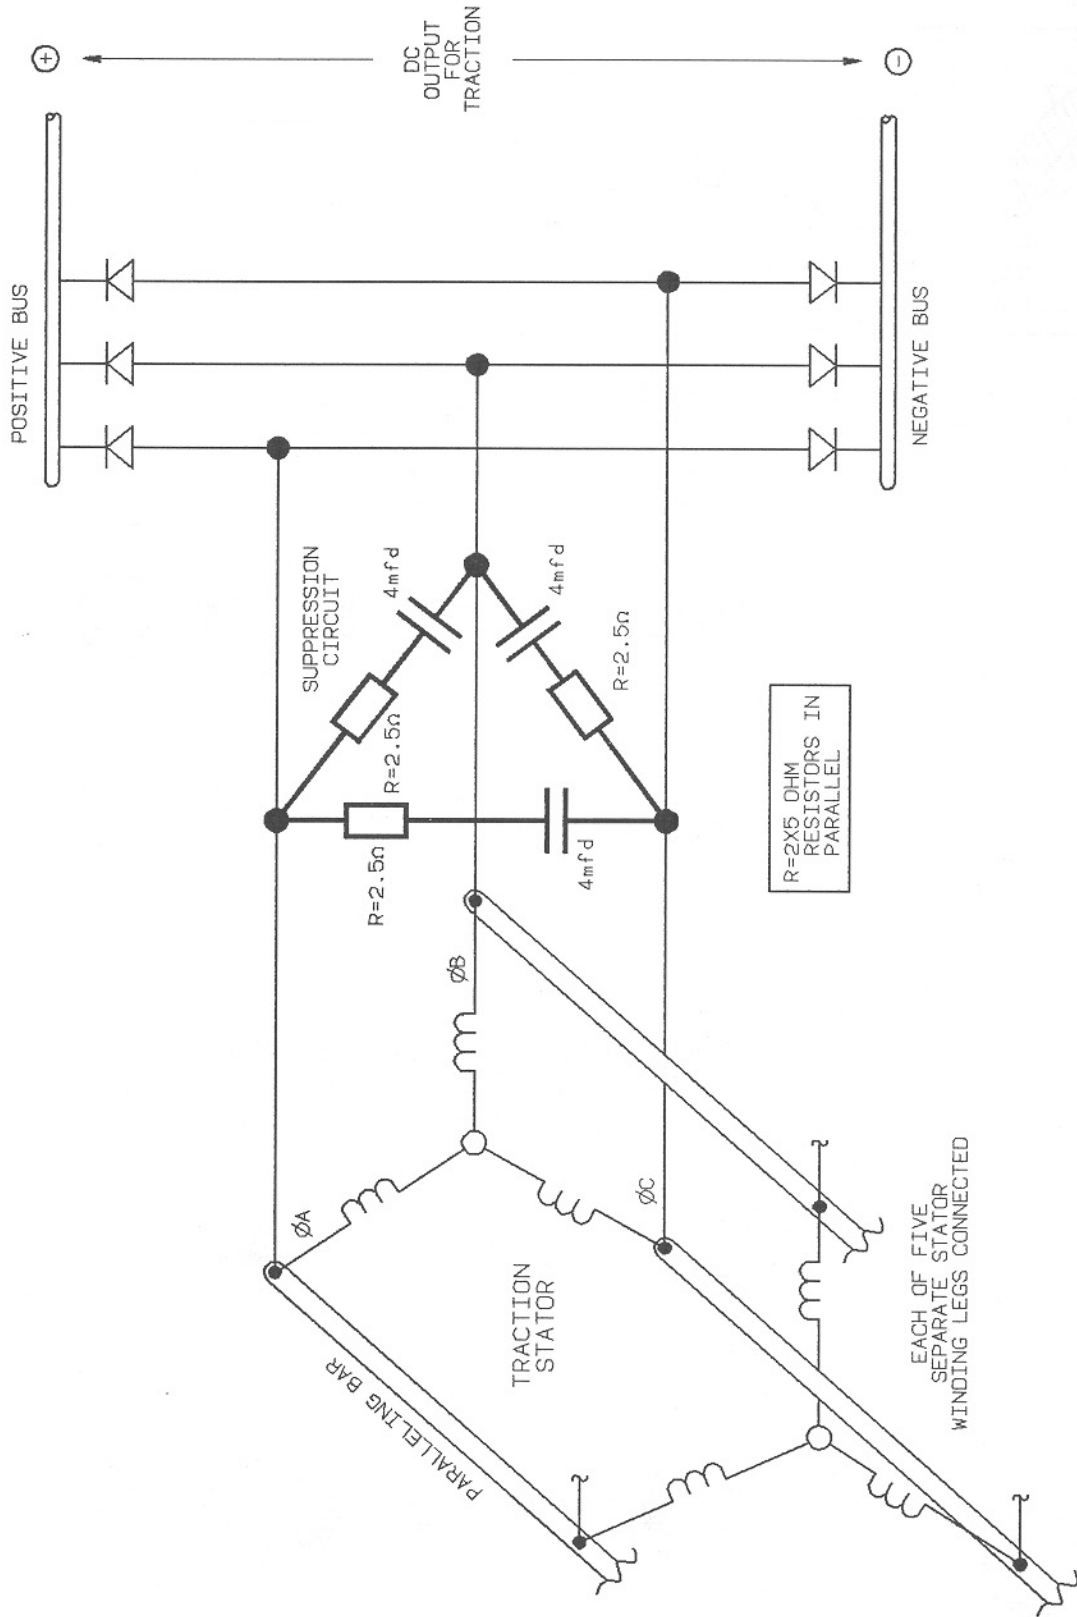 POSITIVE BUS
DC
OUTPUT
FOR
TRACTION
+
−
NEGATIVE BUS
SUPPRESSION
CIRCUIT
4mfd
R=2.5Ω
4mfd
R=2.5Ω
R=2.5Ω
4mfd
R=2X5 OHM
RESISTORS IN
PARALLEL
ØA
ØB
ØC
TRACTION
STATOR
PARALLELING BAR
EACH OF FIVE
SEPARATE STATOR
WINDING LEGS CONNECTED